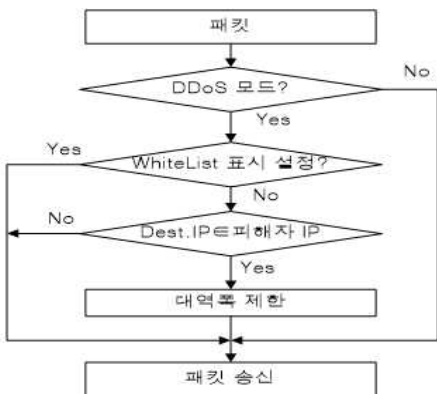 패킷
DDoS 모드?
No
Yes
Yes
WhiteList 표시 설정?
No
No
Dest.IP∈피해자 IP
Yes
대역폭 제한
패킷 송신